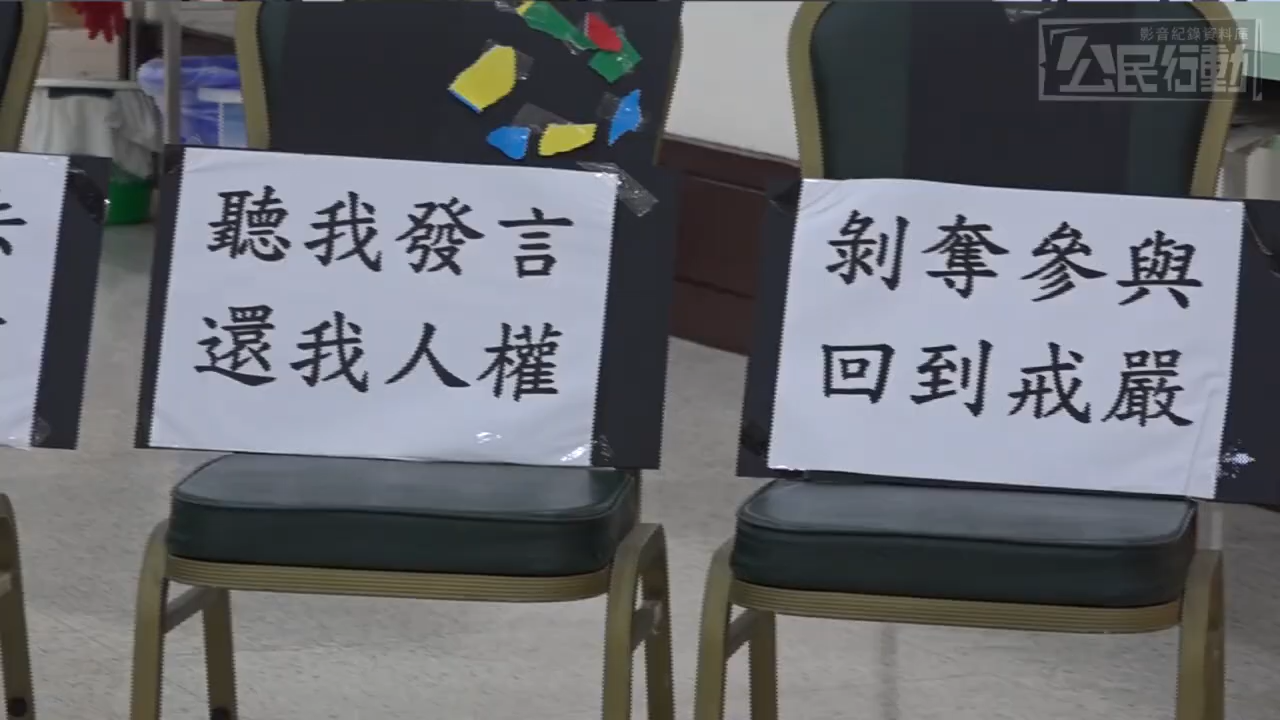 聽我發言
還我人權
剝奪參與
回到戒嚴
影音紀錄資料庫
公民行動